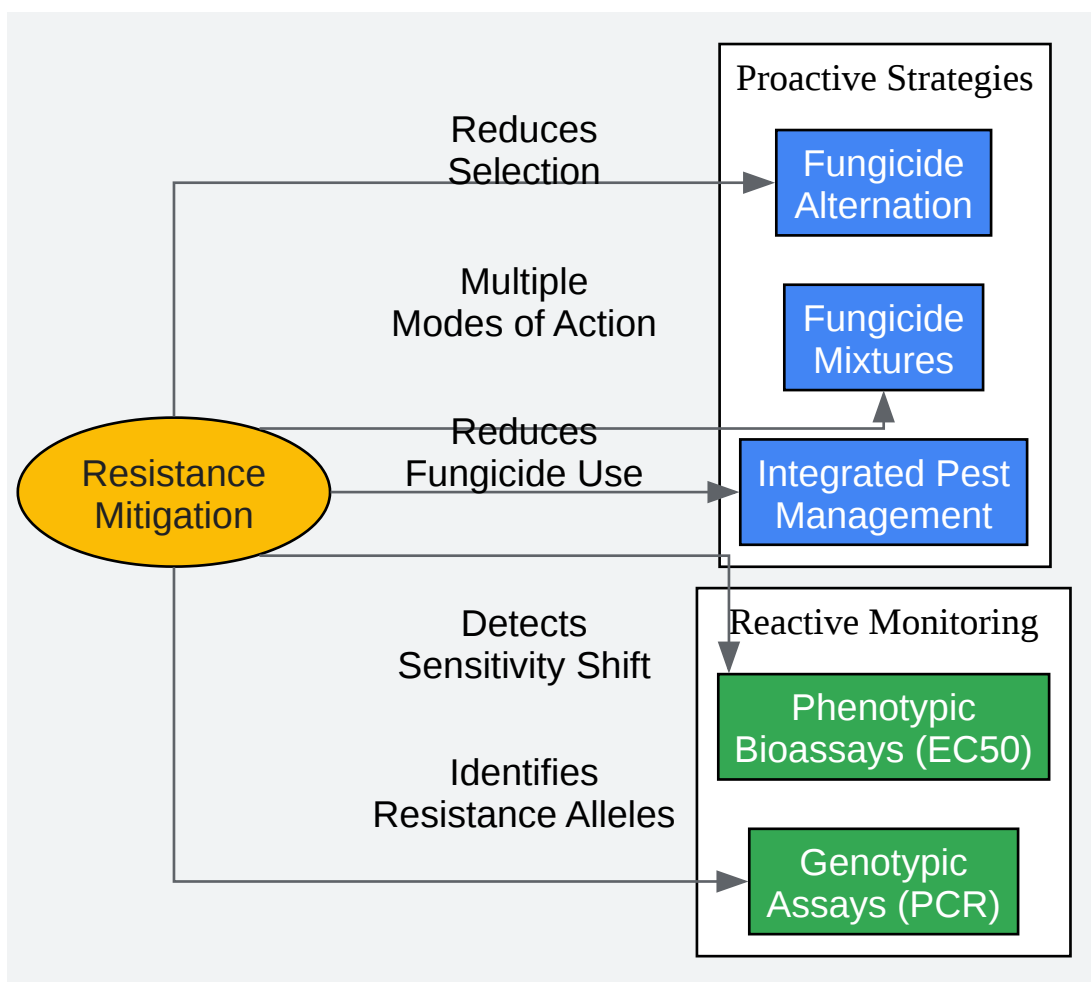 Proactive Strategies
Reduces
Selection
Fungicide
Alternation
Multiple
Modes of Action
Fungicide
Mixtures
Resistance
Mitigation
Reduces
Fungicide Use
Integrated Pest
Management
Reactive Monitoring
Detects
Sensitivity Shift
Phenotypic
Bioassays (EC50)
Identifies
Resistance Alleles
Genotypic
Assays (PCR)